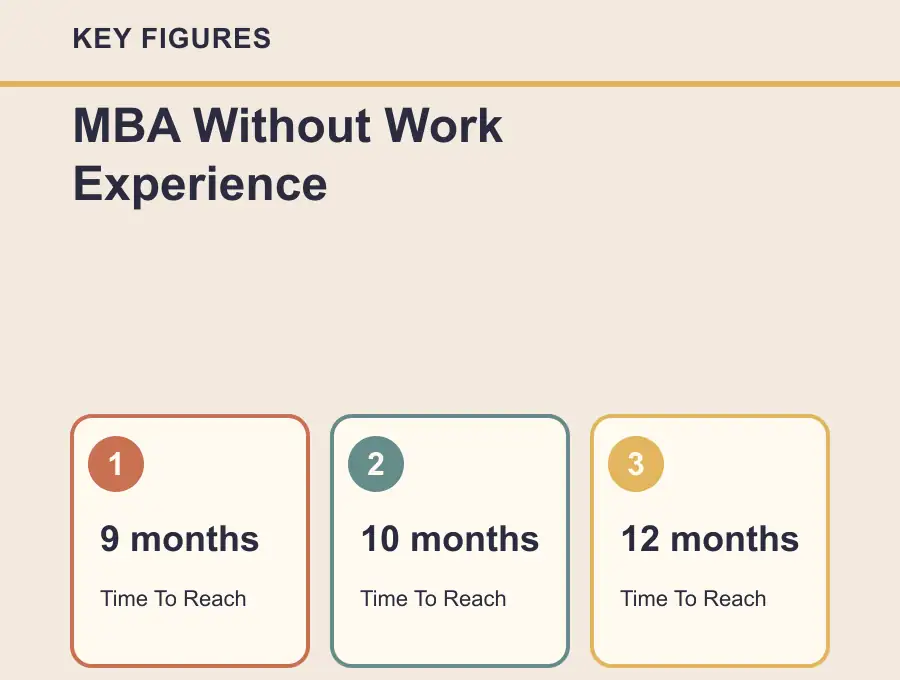 KEY FIGURES
MBA Without Work
Experience
1
9 months
Time To Reach
2
10 months
Time To Reach
3
12 months
Time To Reach